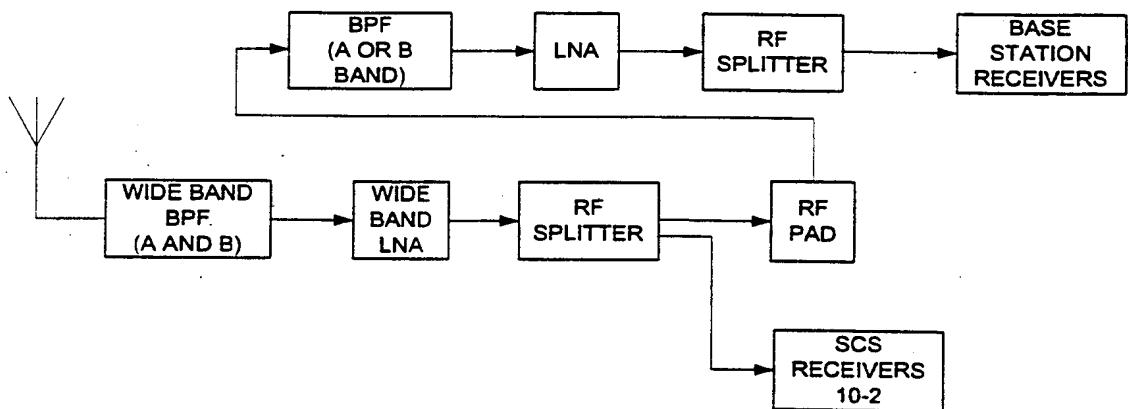 BPF
(A OR B
BAND)
LNA
RF
SPLITTER
BASE
STATION
RECEIVERS
WIDE BAND
BPF.
(A AND B)
WIDE
BAND
LNA
RF
SPLITTER
RF
PAD
SCS
RECEIVERS
10-2